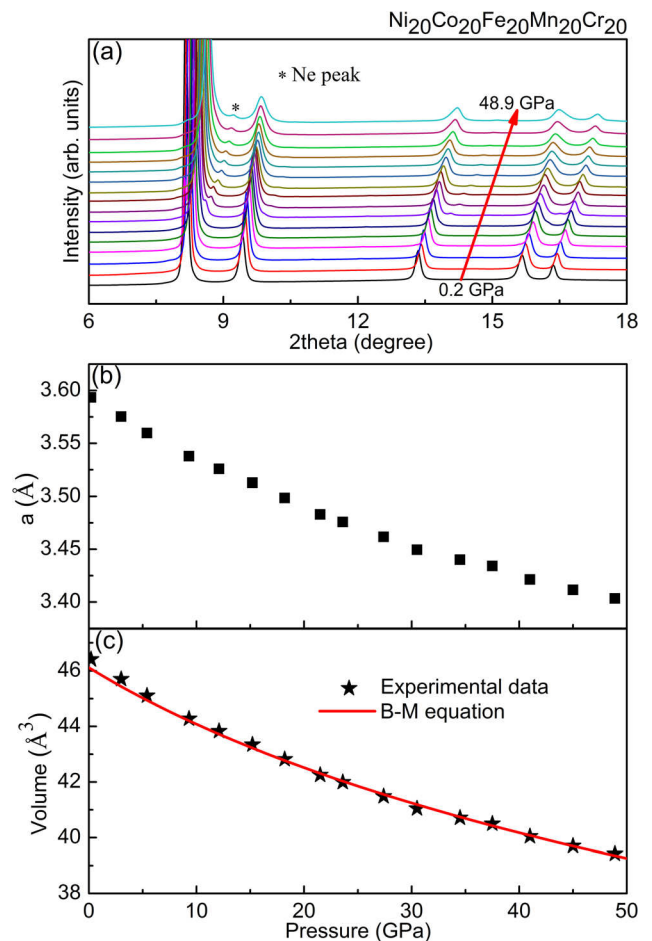 Ni20Co20Fe20Mn20Cr20
(a)
* Ne peak
*
48.9 GPa
0.2 GPa
Intensity (arb. units)
6 9 12 15 18
2theta (degree)
(b)
3.60
3.55
3.50
3.45
3.40
a (Å)
(c)
46
44
42
40
38
Volume (Å3)
Experimental data
B-M equation
0 10 20 30 40 50
Pressure (GPa)